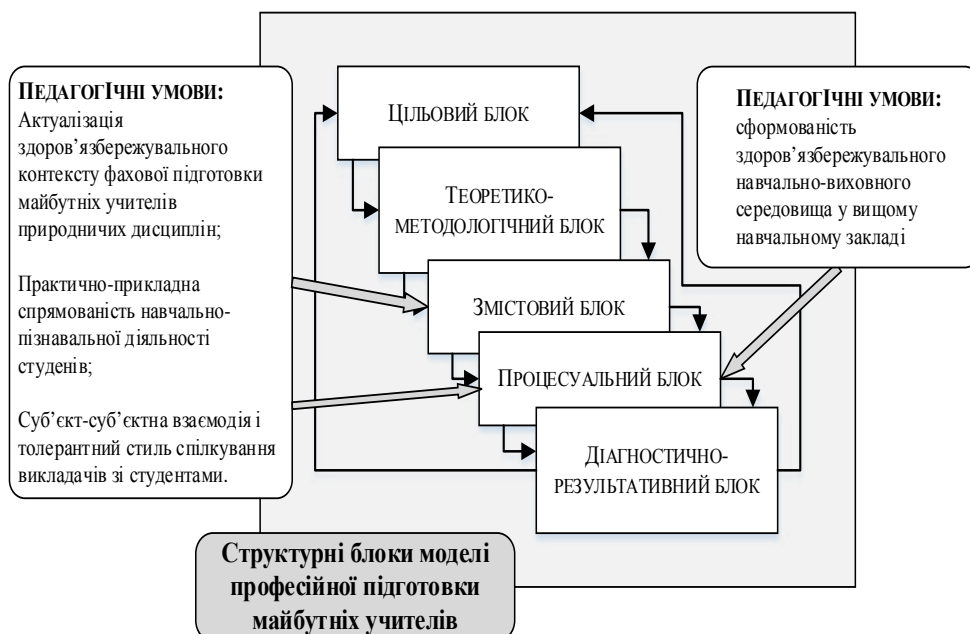 ПЕДАГОГІЧНІ УМОВИ:
Актуалізація
здоров’язбережувального
контексту фахової підготовки
майбутніх учителів
природничих дисциплін;
Практично-прикладна
спрямованість навчально-
пізнавальної діяльності
студенів;
Суб’єкт-суб’єктна взаємодія і
толерантний стиль спілкування
викладачів зі студентами.
ЦІЛЬОВИЙ БЛОК
ТЕОРЕТИКО-
МЕТОДОЛОГІЧНИЙ БЛОК
ЗМІСТОВИЙ БЛОК
ПРОЦЕСУАЛЬНИЙ БЛОК
ДІАГНОСТИЧНО-
РЕЗУЛЬТАТИВНИЙ БЛОК
ПЕДАГОГІЧНІ УМОВИ:
сформованість
здоров’язбережувального
навчально-виховного
середовища у вищому
навчальному закладі
Структурні блоки моделі
професійної підготовки
майбутніх учителів